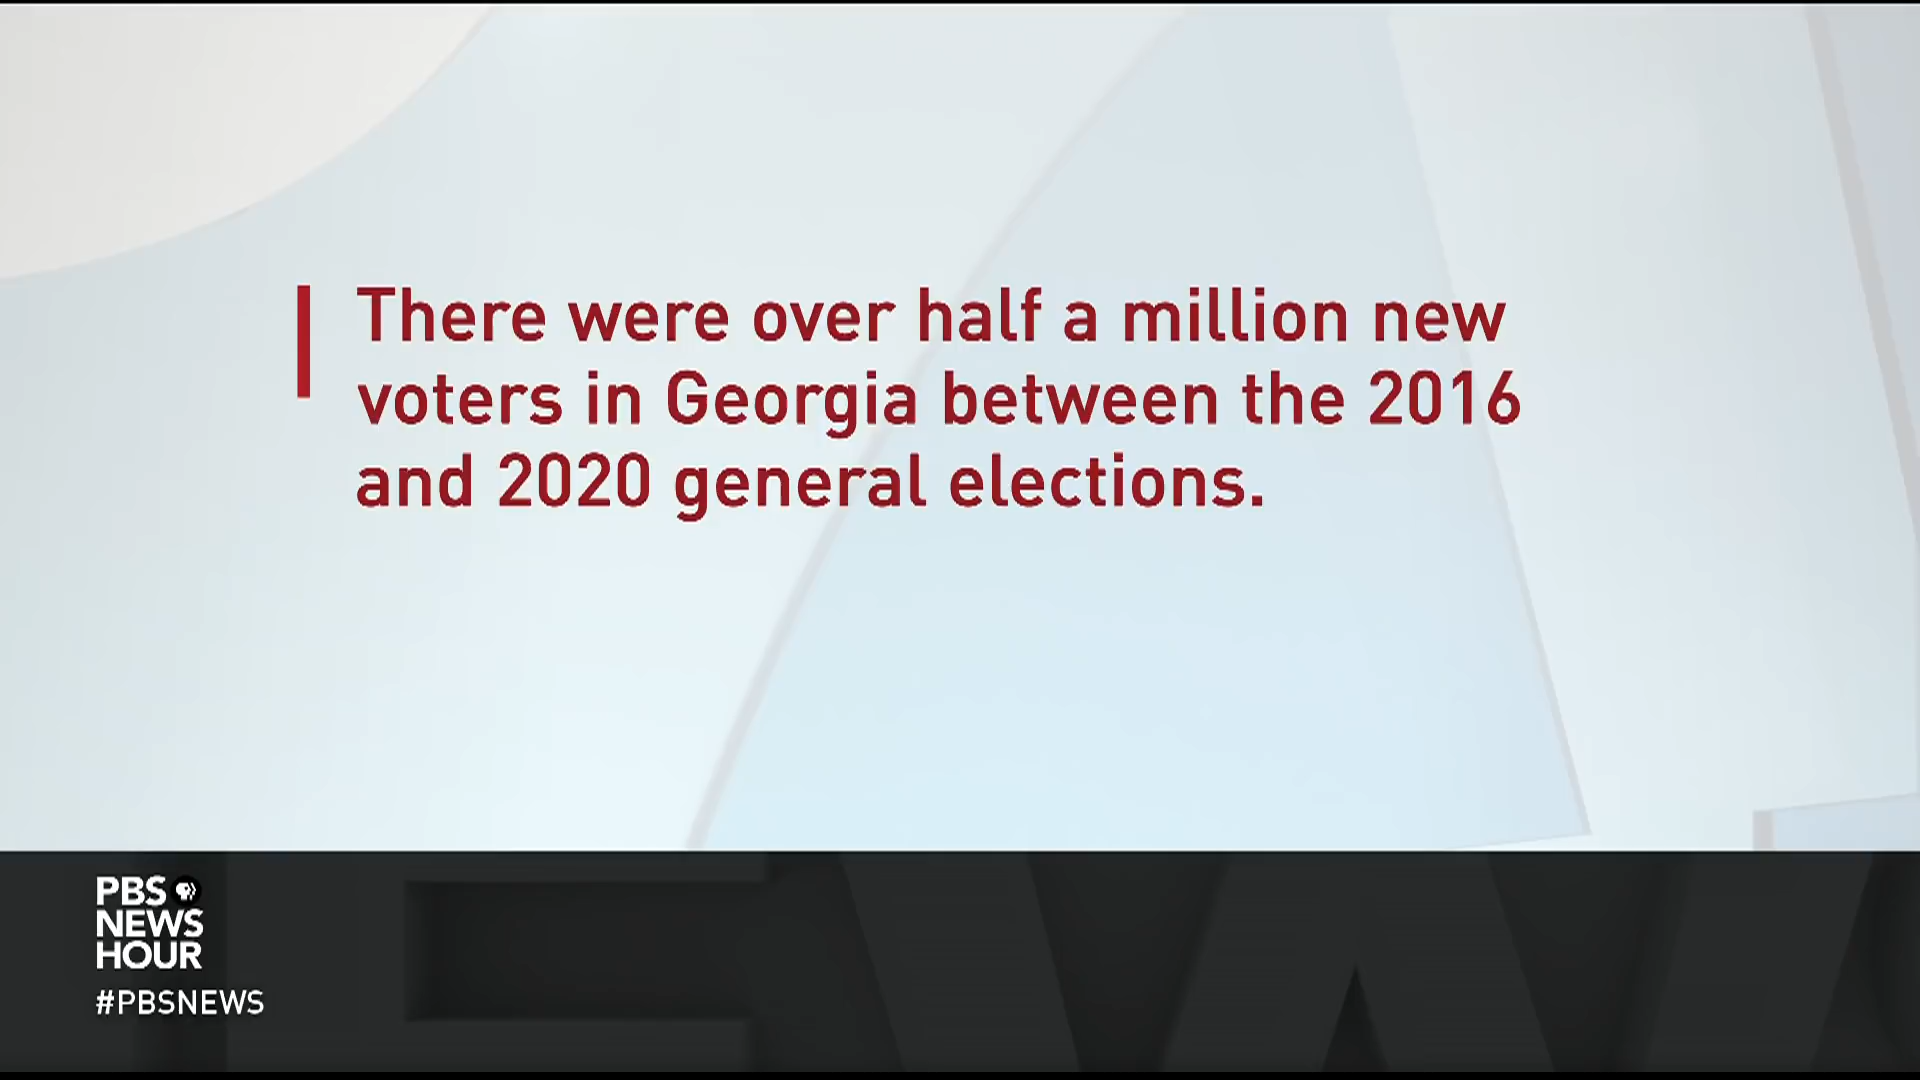 There were over half a million new
voters in Georgia between the 2016
and 2020 general elections.
PBS
NEWS
HOUR
#PBSNEWS